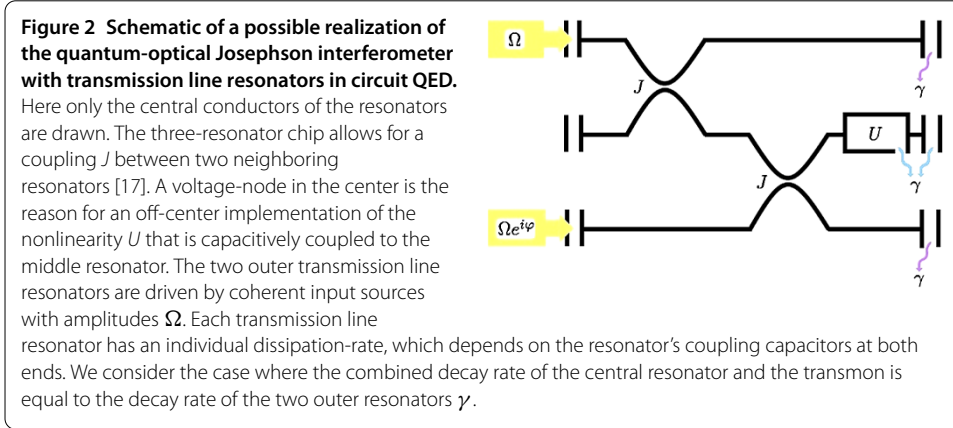 Figure 2 Schematic of a possible realization of
the quantum-optical Josephson interferometer
with transmission line resonators in circuit QED.
Here only the central conductors of the resonators
are drawn. The three-resonator chip allows for a
coupling J between two neighboring
resonators [17]. A voltage-node in the center is the
reason for an off-center implementation of the
nonlinearity U that is capacitively coupled to the
middle resonator. The two outer transmission line
resonators are driven by coherent input sources
with amplitudes Ω. Each transmission line
resonator has an individual dissipation-rate, which depends on the resonator's coupling capacitors at both
ends. We consider the case where the combined decay rate of the central resonator and the transmon is
equal to the decay rate of the two outer resonators γ.
Ω
J
γ
U
J
γ
Ωe^{iφ}
γ